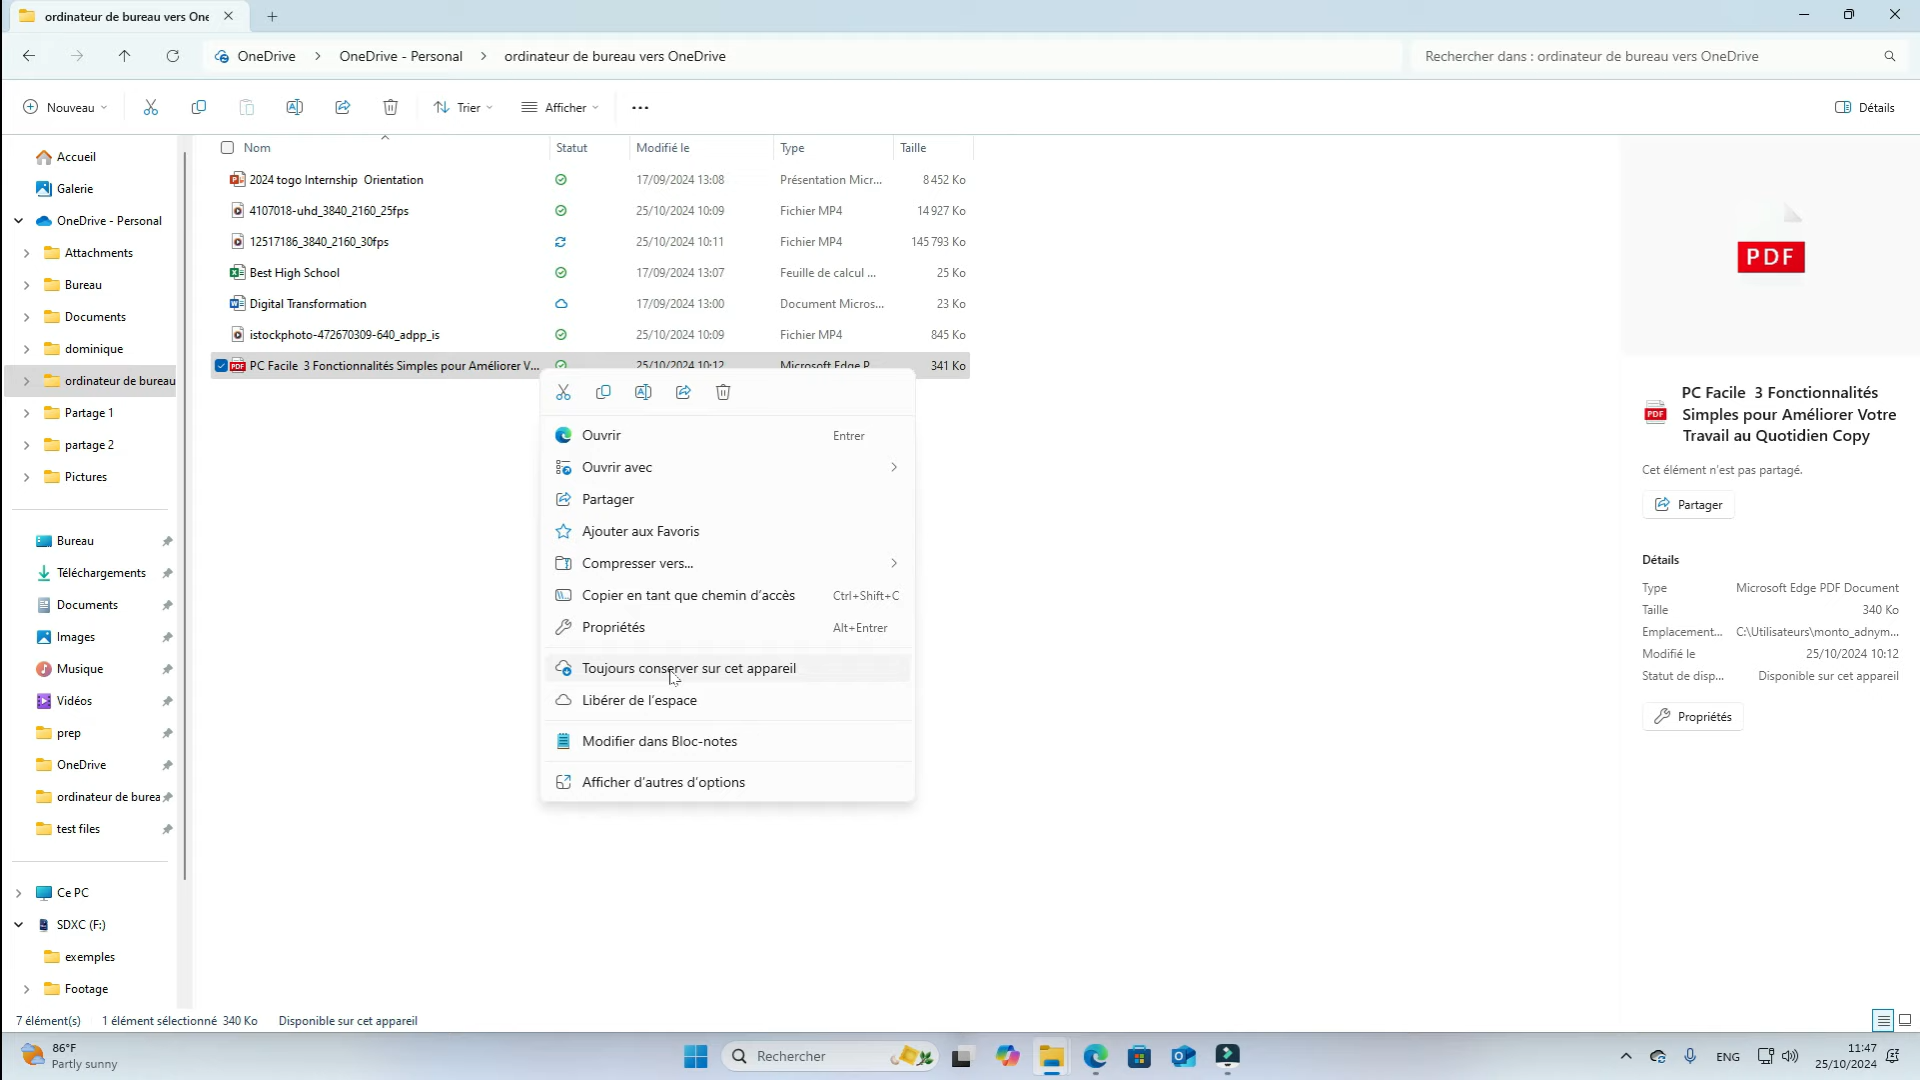 ordinateur de bureau vers One
OneDrive
OneDrive - Personal
ordinateur de bureau vers OneDrive
Rechercher dans : ordinateur de bureau vers OneDrive
Nouveau
Trier
Afficher
Détails
Accueil
Galerie
OneDrive - Personal
Attachments
Bureau
Documents
dominique
ordinateur de bureau
Partage 1
partage 2
Pictures
Bureau
Téléchargements
Documents
Images
Musique
Vidéos
prep
OneDrive
ordinateur de burea
test files
Ce PC
SDXC (F:)
exemples
Footage
Nom Statut Modifié le Type Taille
2024 togo Internship Orientation 17/09/2024 13:08 Présentation Micr... 8 452 Ko
4107018-uhd_3840_2160_25fps 25/10/2024 10:09 Fichier MP4 14 927 Ko
12517186_3840_2160_30fps 25/10/2024 10:11 Fichier MP4 145 793 Ko
Best High School 17/09/2024 13:07 Feuille de calcul ... 25 Ko
Digital Transformation 17/09/2024 13:00 Document Micros... 23 Ko
istockphoto-472670309-640_adpp_is 25/10/2024 10:09 Fichier MP4 845 Ko
PDF PC Facile 3 Fonctionnalités Simples pour Améliorer V... 25/10/2024 10:12 Microsoft Edge P... 341 Ko
Ouvrir Entrer
Ouvrir avec
Partager
Ajouter aux Favoris
Compresser vers...
Copier en tant que chemin d'accès Ctrl+Shift+C
Propriétés Alt+Entrer
Toujours conserver sur cet appareil
Libérer de l'espace
Modifier dans Bloc-notes
Afficher d'autres d'options
PDF
PDF
PC Facile 3 Fonctionnalités
Simples pour Améliorer Votre
Travail au Quotidien Copy
Cet élément n'est pas partagé.
Partager
Détails
Type Microsoft Edge PDF Document
Taille 340 Ko
Emplacement... C:\Utilisateurs\monto_adnym...
Modifié le 25/10/2024 10:12
Statut de disp... Disponible sur cet appareil
Propriétés
7 élément(s) 1 élément sélectionné 340 Ko Disponible sur cet appareil
86°F
Partly sunny
Rechercher
ENG
11:47
25/10/2024